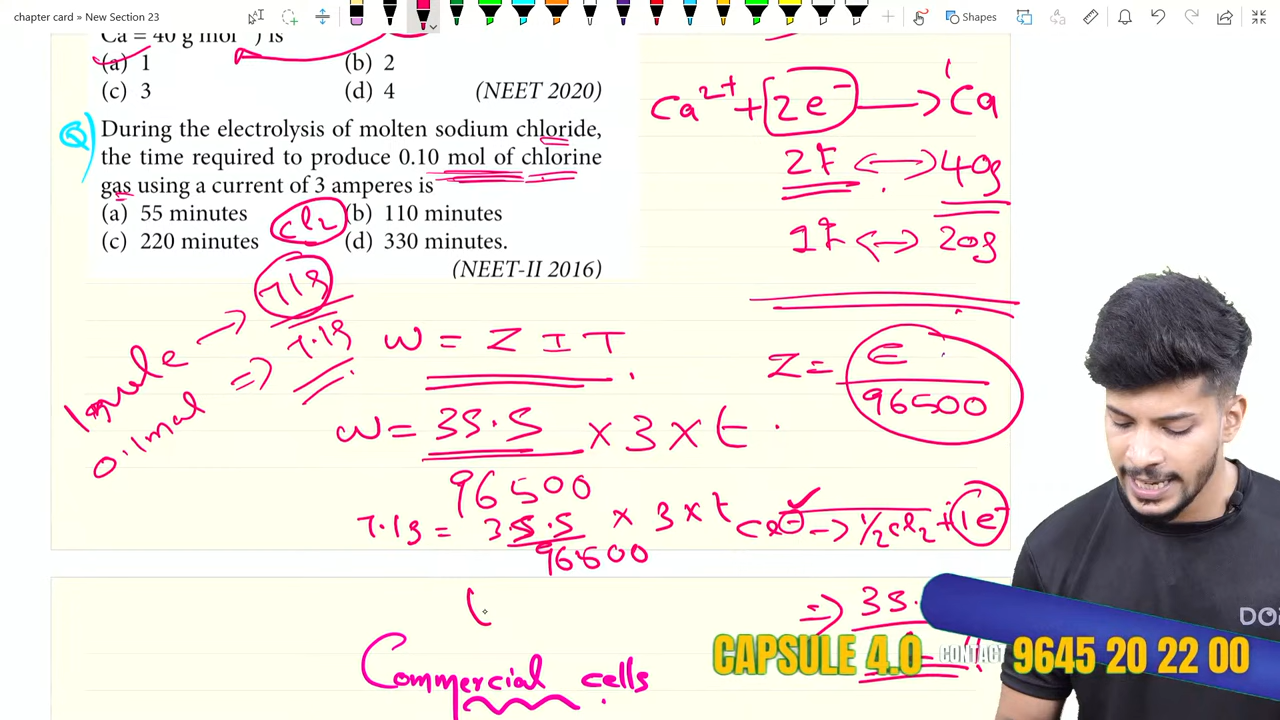 chapter card » New Section 23
Shapes
Ca = 40 g mol⁻¹) is
(a) 1 (b) 2
(c) 3 (d) 4 (NEET 2020)
Q) During the electrolysis of molten sodium chloride,
the time required to produce 0.10 mol of chlorine
gas using a current of 3 amperes is
(a) 55 minutes (b) 110 minutes
(c) 220 minutes (d) 330 minutes.
(NEET-II 2016)
Cl2
71g
1 mole →
7.1g
0.1 mol ⇒
Ca²⁺ + 2e⁻ → Ca
2F ↔ 40g
1F ↔ 20g
W = Z I T
Z = E / 96500
W = 35.5 / 96500 × 3 × t
7.1g = 35.5 / 96500 × 3 × t
Cl⁻ → 1/2 Cl2 + 1e⁻
⇒ 35.
Commercial cells
CAPSULE 4.0 CONTACT 9645 20 22 00